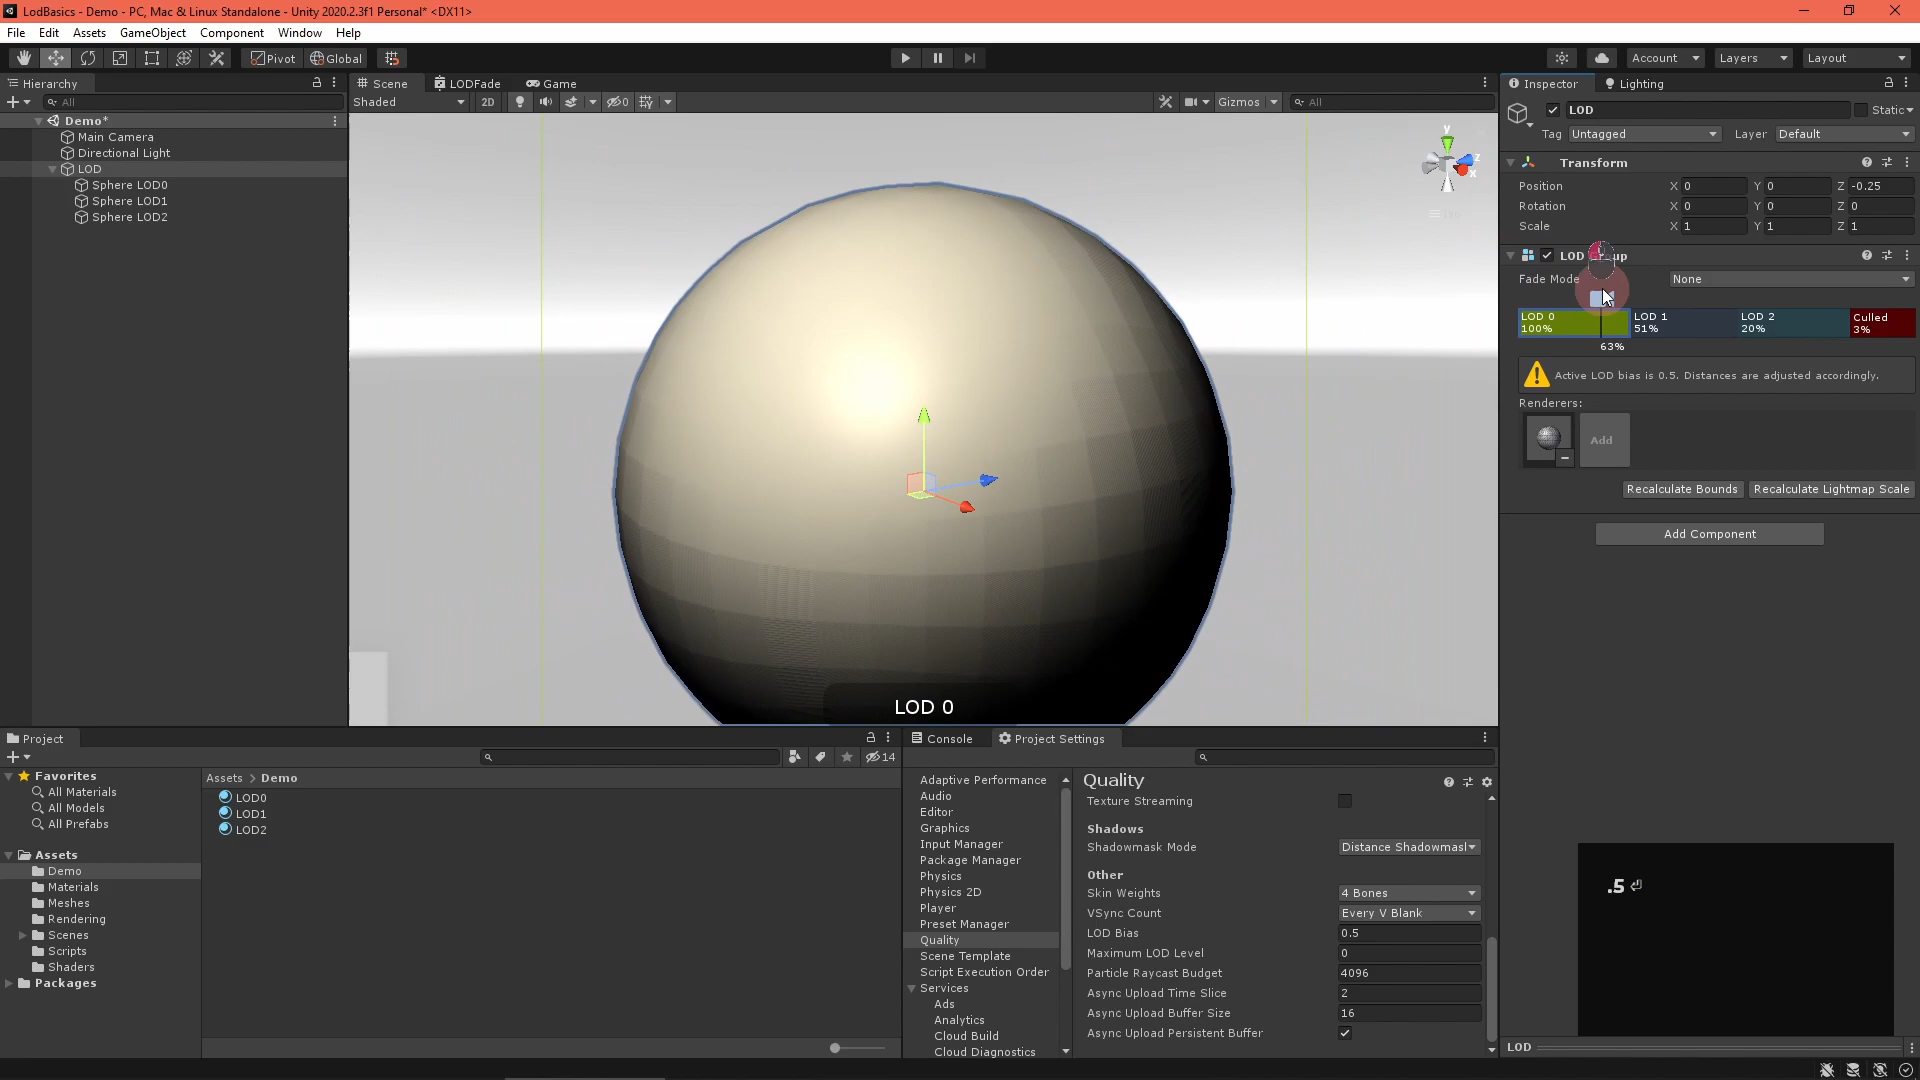 LodBasics - Demo - PC, Mac & Linux Standalone - Unity 2020.2.3f1 Personal* <DX11>
File Edit Assets GameObject Component Window Help
Pivot Global Account Layers Layout
Hierarchy
All
Demo*
Main Camera
Directional Light
LOD
Sphere LOD0
Sphere LOD1
Sphere LOD2
Scene LODFade Game
Shaded 2D 0 Gizmos All
y
z
x
LOD 0
Inspector Lighting
LOD Static
Tag Untagged Layer Default
Transform
Position X 0 Y 0 Z -0.25
Rotation X 0 Y 0 Z 0
Scale X 1 Y 1 Z 1
LOD up
Fade Mode None
LOD 0 LOD 1 LOD 2 Culled
100% 51% 20% 3%
63%
Active LOD bias is 0.5. Distances are adjusted accordingly.
Renderers:
Add
Recalculate Bounds Recalculate Lightmap Scale
Add Component
.5
LOD
Project
14
Favorites
All Materials
All Models
All Prefabs
Assets
Demo
Materials
Meshes
Rendering
Scenes
Scripts
Shaders
Packages
Assets > Demo
LOD0
LOD1
LOD2
Console Project Settings
Adaptive Performance
Audio
Editor
Graphics
Input Manager
Package Manager
Physics
Physics 2D
Player
Preset Manager
Quality
Scene Template
Script Execution Order
Services
Ads
Analytics
Cloud Build
Cloud Diagnostics
Quality
Texture Streaming
Shadows
Shadowmask Mode Distance Shadowmasl
Other
Skin Weights 4 Bones
VSync Count Every V Blank
LOD Bias 0.5
Maximum LOD Level 0
Particle Raycast Budget 4096
Async Upload Time Slice 2
Async Upload Buffer Size 16
Async Upload Persistent Buffer